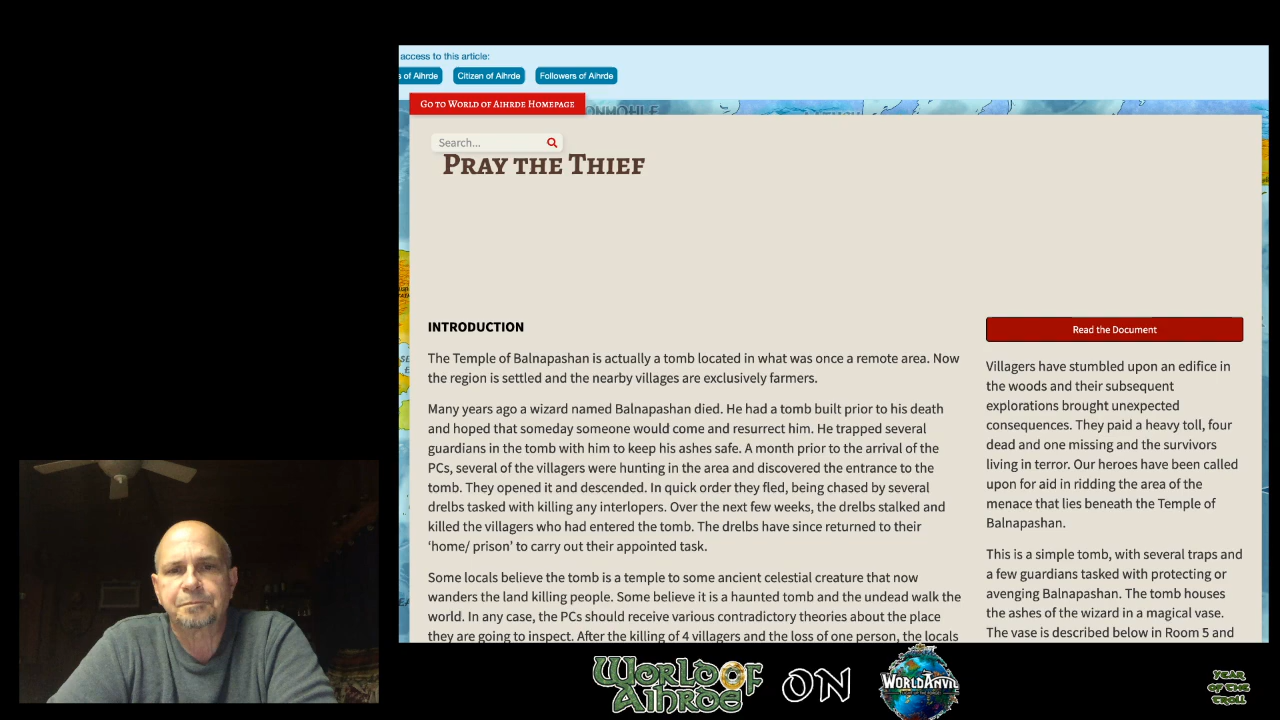 access to this article:
s of Aihrde
Citizen of Aihrde
Followers of Aihrde
Go to World of Aihrde Homepage
Search...
Pray the Thief
INTRODUCTION
The Temple of Balnapashan is actually a tomb located in what was once a remote area. Now
the region is settled and the nearby villages are exclusively farmers.
Many years ago a wizard named Balnapashan died. He had a tomb built prior to his death
and hoped that someday someone would come and resurrect him. He trapped several
guardians in the tomb with him to keep his ashes safe. A month prior to the arrival of the
PCs, several of the villagers were hunting in the area and discovered the entrance to the
tomb. They opened it and descended. In quick order they fled, being chased by several
drelbs tasked with killing any interlopers. Over the next few weeks, the drelbs stalked and
killed the villagers who had entered the tomb. The drelbs have since returned to their
‘home/ prison’ to carry out their appointed task.
Some locals believe the tomb is a temple to some ancient celestial creature that now
wanders the land killing people. Some believe it is a haunted tomb and the undead walk the
world. In any case, the PCs should receive various contradictory theories about the place
they are going to inspect. After the killing of 4 villagers and the loss of one person, the locals
Read the Document
Villagers have stumbled upon an edifice in
the woods and their subsequent
explorations brought unexpected
consequences. They paid a heavy toll, four
dead and one missing and the survivors
living in terror. Our heroes have been called
upon for aid in ridding the area of the
menace that lies beneath the Temple of
Balnapashan.
This is a simple tomb, with several traps and
a few guardians tasked with protecting or
avenging Balnapashan. The tomb houses
the ashes of the wizard in a magical vase.
The vase is described below in Room 5 and
World of
Aihrde
ON
WORLDANVIL
YEAR
OF THE
TROLL